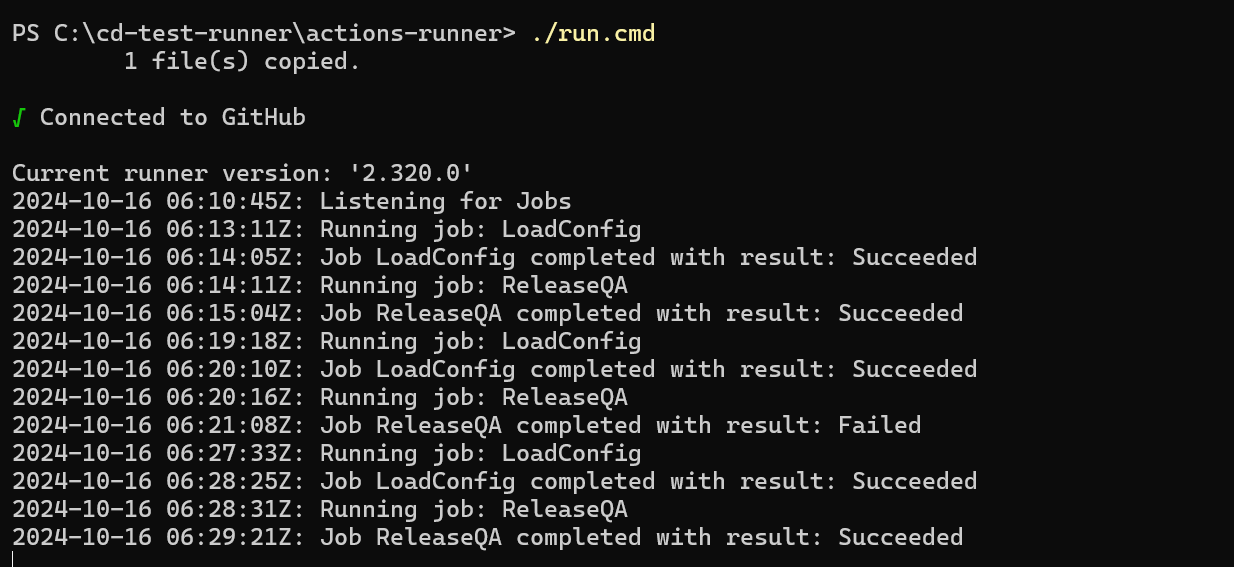 PS C:\cd-test-runner\actions-runner> ./run.cmd
        1 file(s) copied.
√ Connected to GitHub
Current runner version: '2.320.0'
2024-10-16 06:10:45Z: Listening for Jobs
2024-10-16 06:13:11Z: Running job: LoadConfig
2024-10-16 06:14:05Z: Job LoadConfig completed with result: Succeeded
2024-10-16 06:14:11Z: Running job: ReleaseQA
2024-10-16 06:15:04Z: Job ReleaseQA completed with result: Succeeded
2024-10-16 06:19:18Z: Running job: LoadConfig
2024-10-16 06:20:10Z: Job LoadConfig completed with result: Succeeded
2024-10-16 06:20:16Z: Running job: ReleaseQA
2024-10-16 06:21:08Z: Job ReleaseQA completed with result: Failed
2024-10-16 06:27:33Z: Running job: LoadConfig
2024-10-16 06:28:25Z: Job LoadConfig completed with result: Succeeded
2024-10-16 06:28:31Z: Running job: ReleaseQA
2024-10-16 06:29:21Z: Job ReleaseQA completed with result: Succeeded